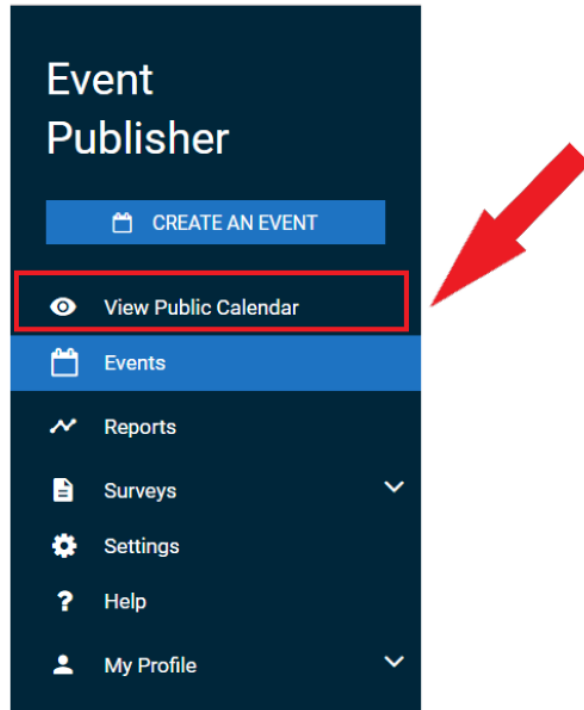 Event
Publisher
CREATE AN EVENT
View Public Calendar
Events
Reports
Surveys
Settings
Help
My Profile